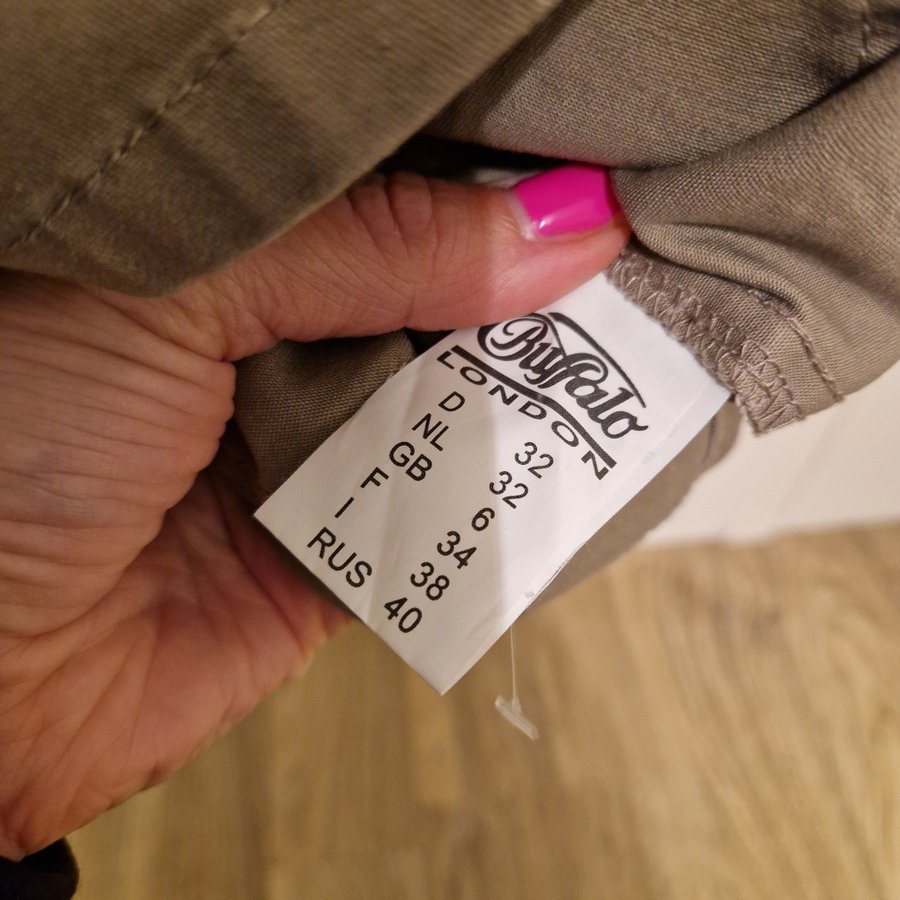 Buffalo
LONDON
D 32
NL 32
GB 6
F 34
I 38
RUS 40